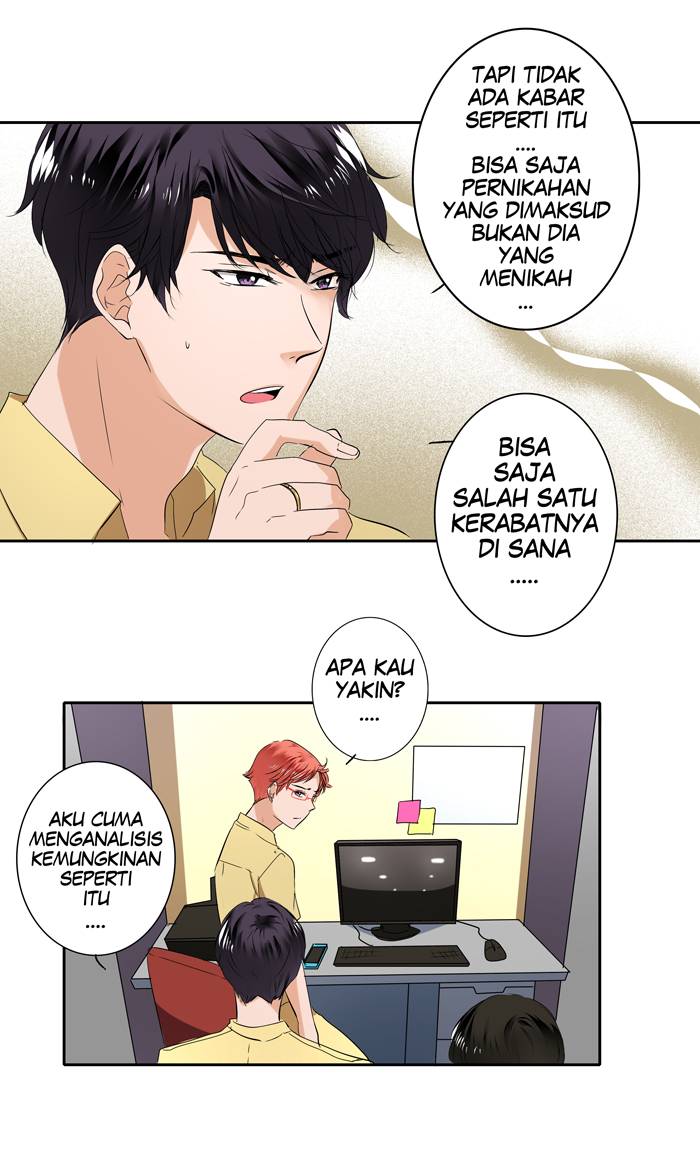 TAPI TIDAK
ADA KABAR
SEPERTI ITU
....
BISA SAJA
PERNIKAHAN
YANG DIMAKSUD
BUKAN DIA
YANG
MENIKAH
...
BISA
SAJA
SALAH SATU
KERABATNYA
DI SANA
.....
APA KAU
YAKIN?
....
AKU CUMA
MENGANALISIS
KEMUNGKINAN
SEPERTI
ITU
....